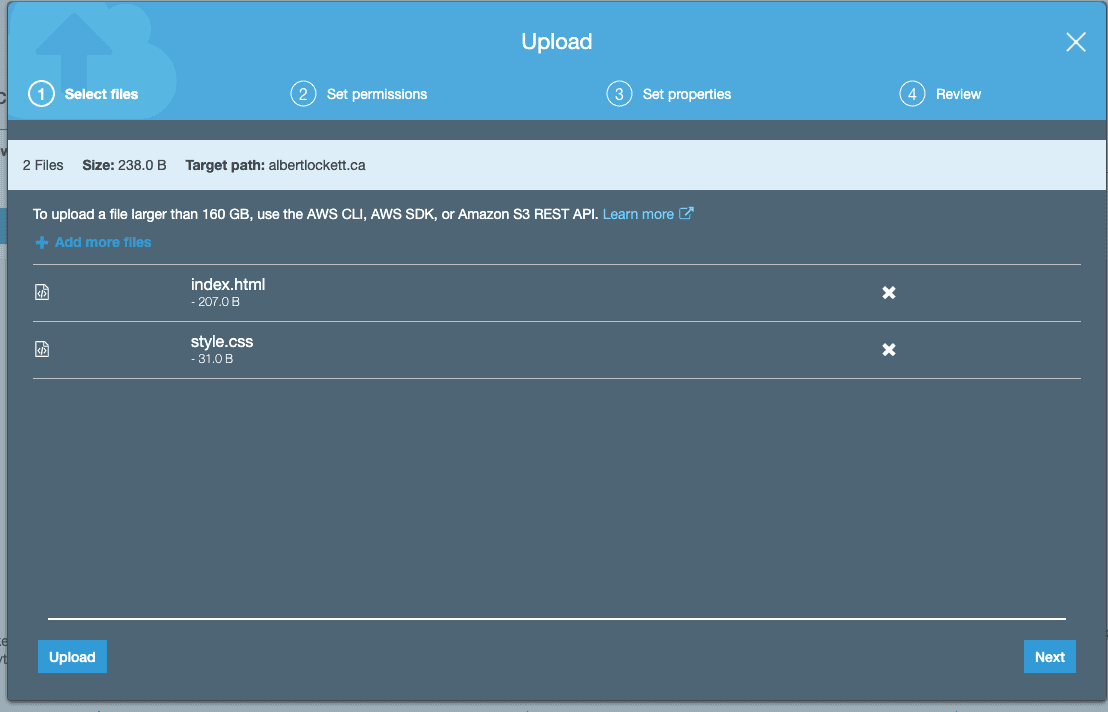 Upload
1 Select files 2 Set permissions 3 Set properties 4 Review
2 Files Size: 238.0 B Target path: albertlockett.ca
To upload a file larger than 160 GB, use the AWS CLI, AWS SDK, or Amazon S3 REST API. Learn more
Add more files
index.html
- 207.0 B
style.css
- 31.0 B
Upload Next